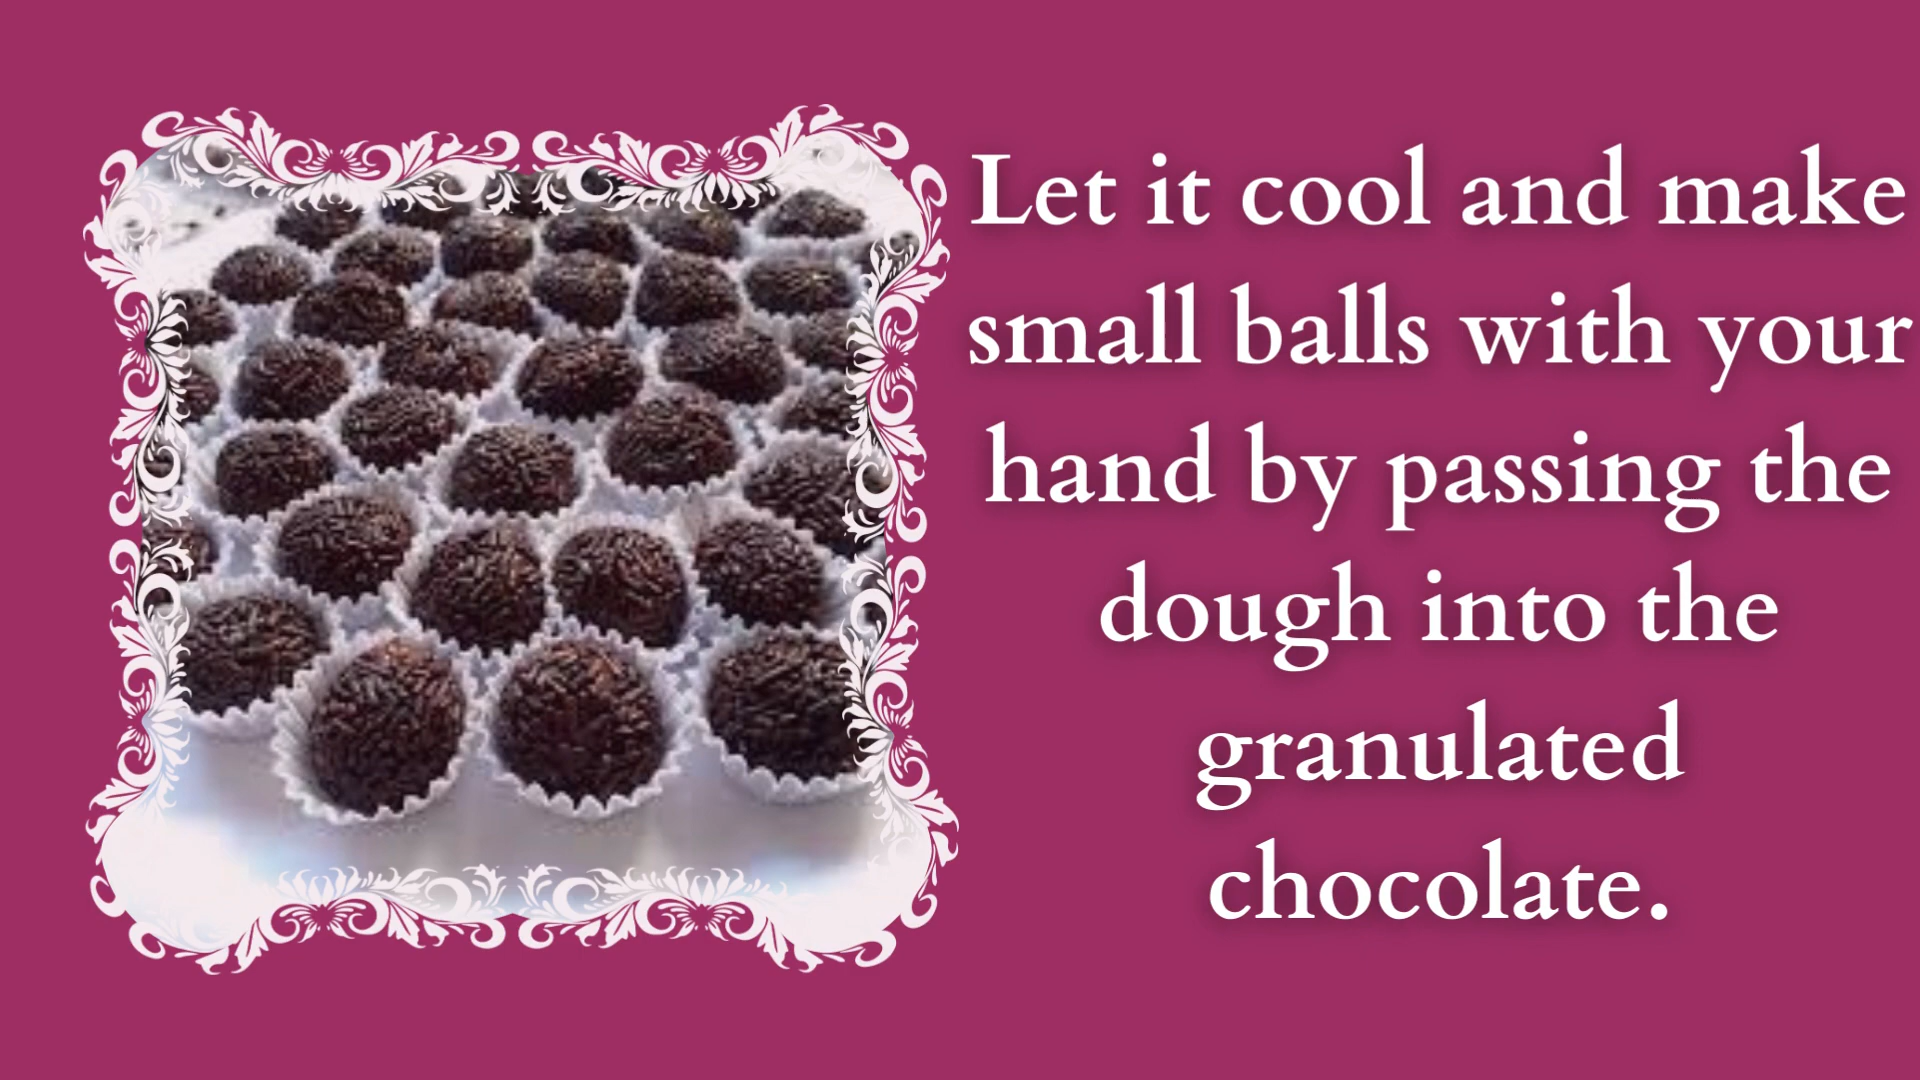 Let it cool and make
small balls with your
hand by passing the
dough into the
granulated
chocolate.